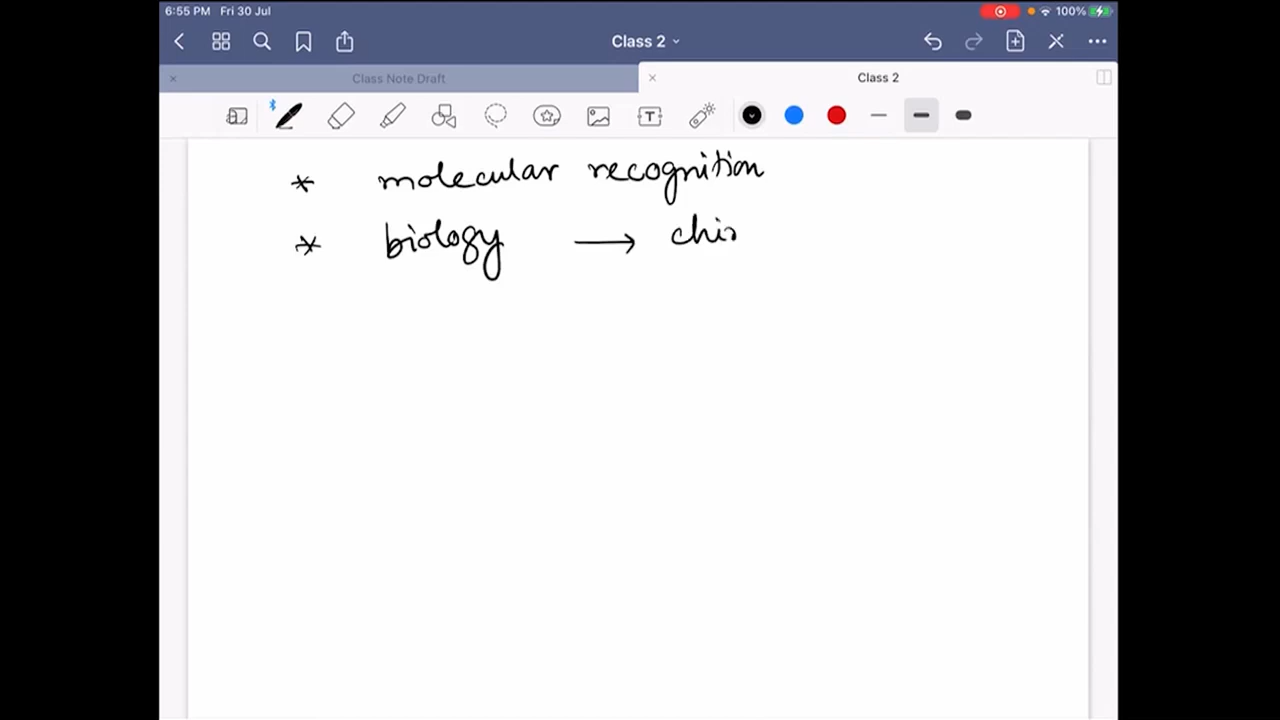 6:55 PM Fri 30 Jul 100%
Class 2
Class Note Draft Class 2
T
* molecular recognition
* biology → chi